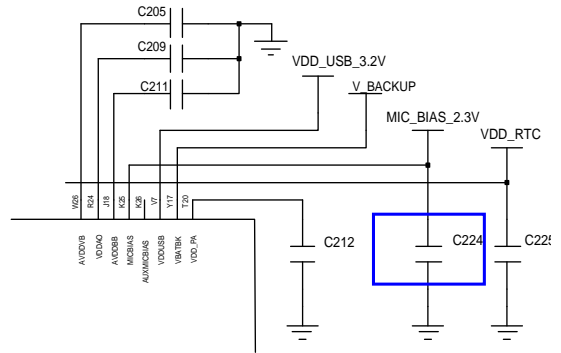 C205
C209
C211
VDD_USB_3.2V
V_BACKUP
MIC_BIAS_2.3V
VDD_RTC
W26
R24
J18
K25
K26
V7
Y17
T20
AVDDVB
VDDAO
AVDDBB
MICBIAS
AUXMICBIAS
VDDUSB
VBATBK
VDD_PA
C212
C224
C225